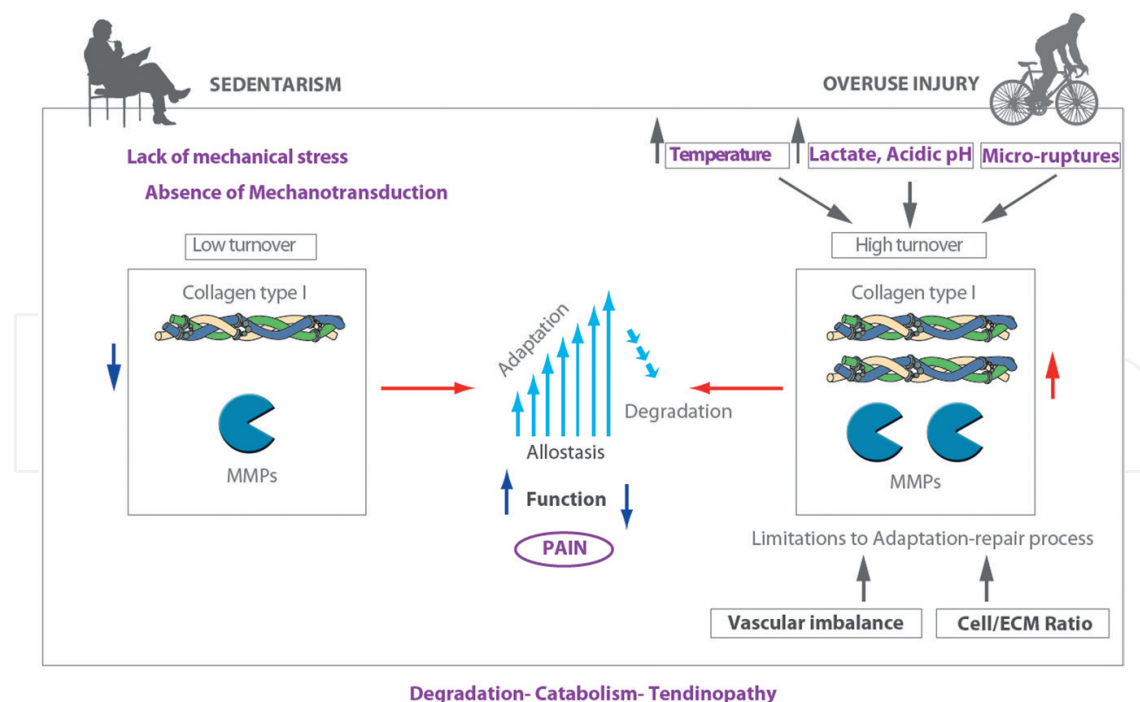 SEDENTARISM
OVERUSE INJURY
Lack of mechanical stress
Absence of Mechanotransduction
Temperature
Lactate, Acidic pH
Micro-ruptures
Low turnover
High turnover
Collagen type I
MMPs
Adaptation
Degradation
Allostasis
Function
PAIN
Collagen type I
MMPs
Limitations to Adaptation-repair process
Vascular imbalance
Cell/ECM Ratio
Degradation- Catabolism- Tendinopathy